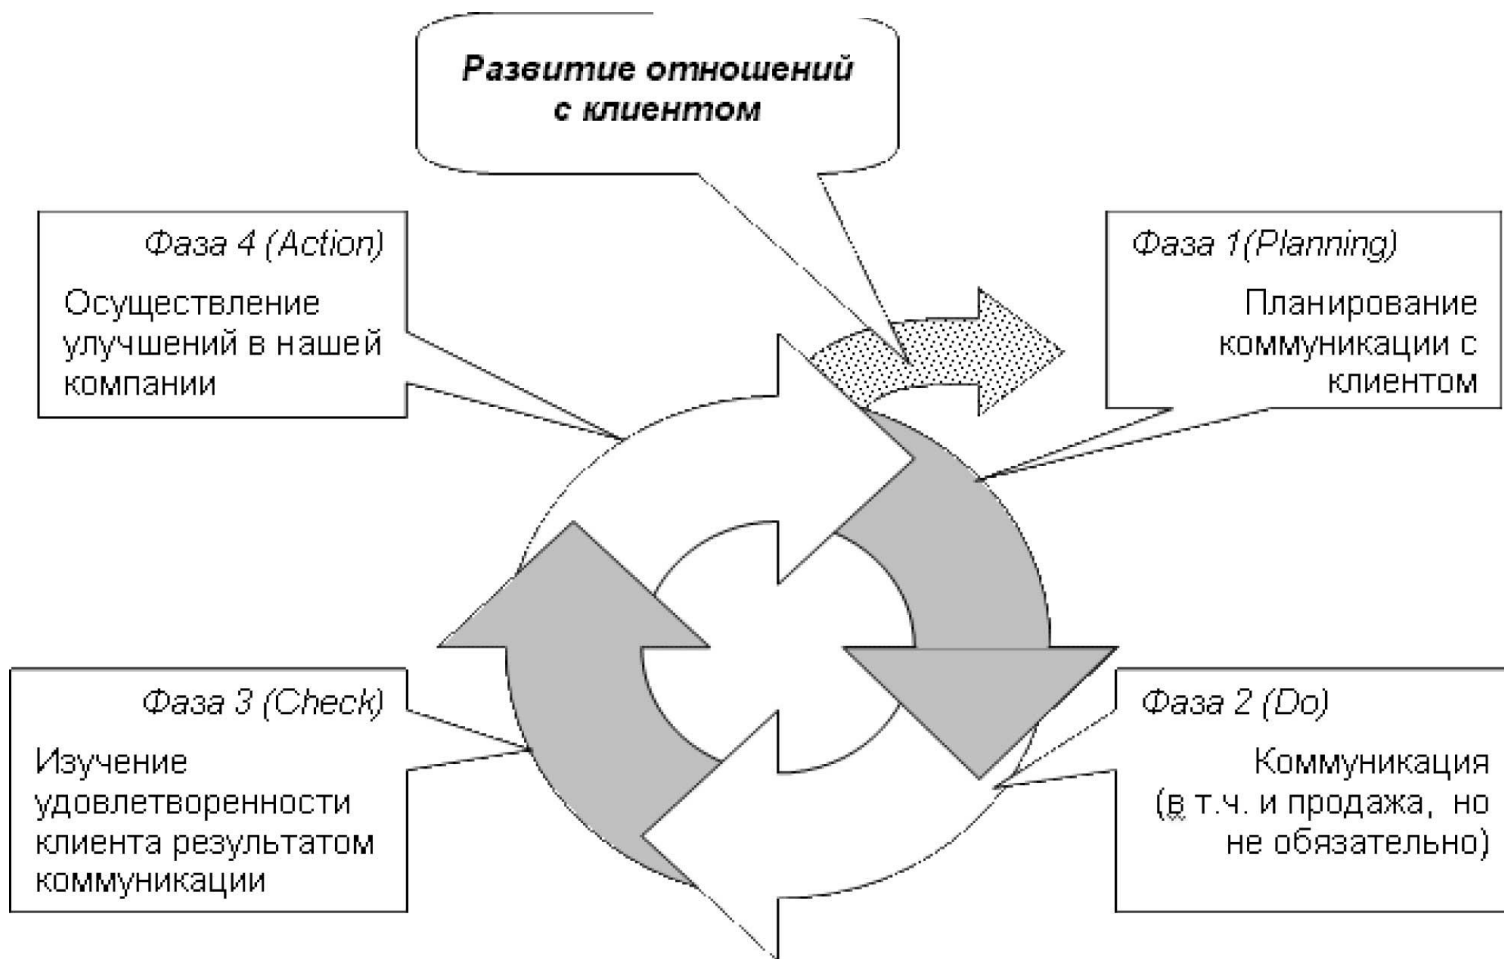 Развитие отношений
с клиентом
Фаза 4 (Action)
Осуществление
улучшений в нашей
компании
Фаза 1(Planning)
Планирование
коммуникации с
клиентом
Фаза 3 (Check)
Изучение
удовлетворенности
клиента результатом
коммуникации
Фаза 2 (Do)
Коммуникация
(в т.ч. и продажа, но
не обязательно)